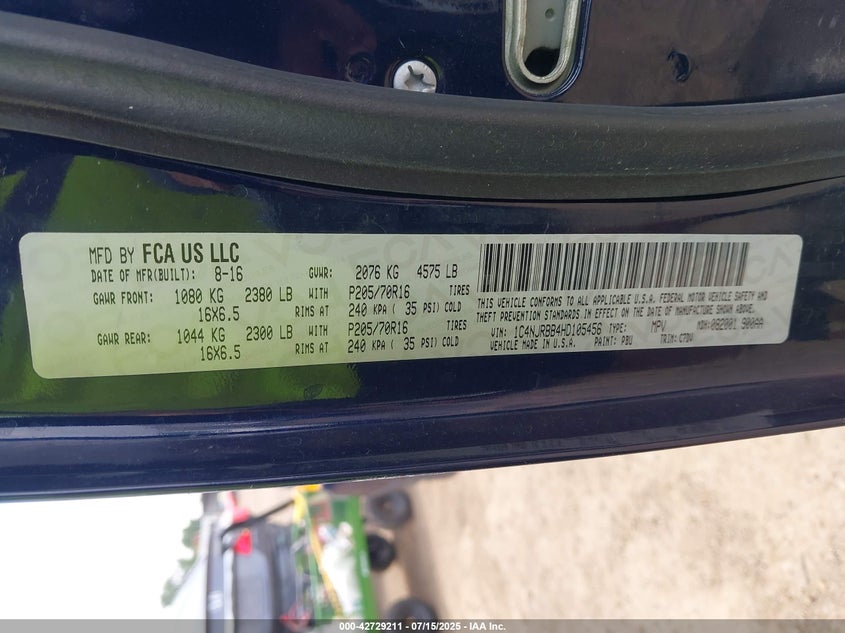 MFD BY FCA US LLC
DATE OF MFR(BUILT): 8-16 GVWR: 2076 KG 4575 LB
GAWR FRONT: 1080 KG 2380 LB WITH P205/70R16 TIRES
16X6.5 RIMS AT 240 KPA ( 35 PSI) COLD
GAWR REAR: 1044 KG 2300 LB WITH P205/70R16 TIRES
16X6.5 RIMS AT 240 KPA ( 35 PSI) COLD
THIS VEHICLE CONFORMS TO ALL APPLICABLE U.S.A. FEDERAL MOTOR VEHICLE SAFETY AND
THEFT PREVENTION STANDARDS IN EFFECT ON THE DATE OF MANUFACTURE SHOWN ABOVE.
VIN: 1C4NJRBB4HD105456 TYPE: MPV MDH: 082001 900AA
MADE IN U.S.A. PAINT: PBU TRIM: C7DV
000-42729211 - 07/15/2025 - IAA Inc.